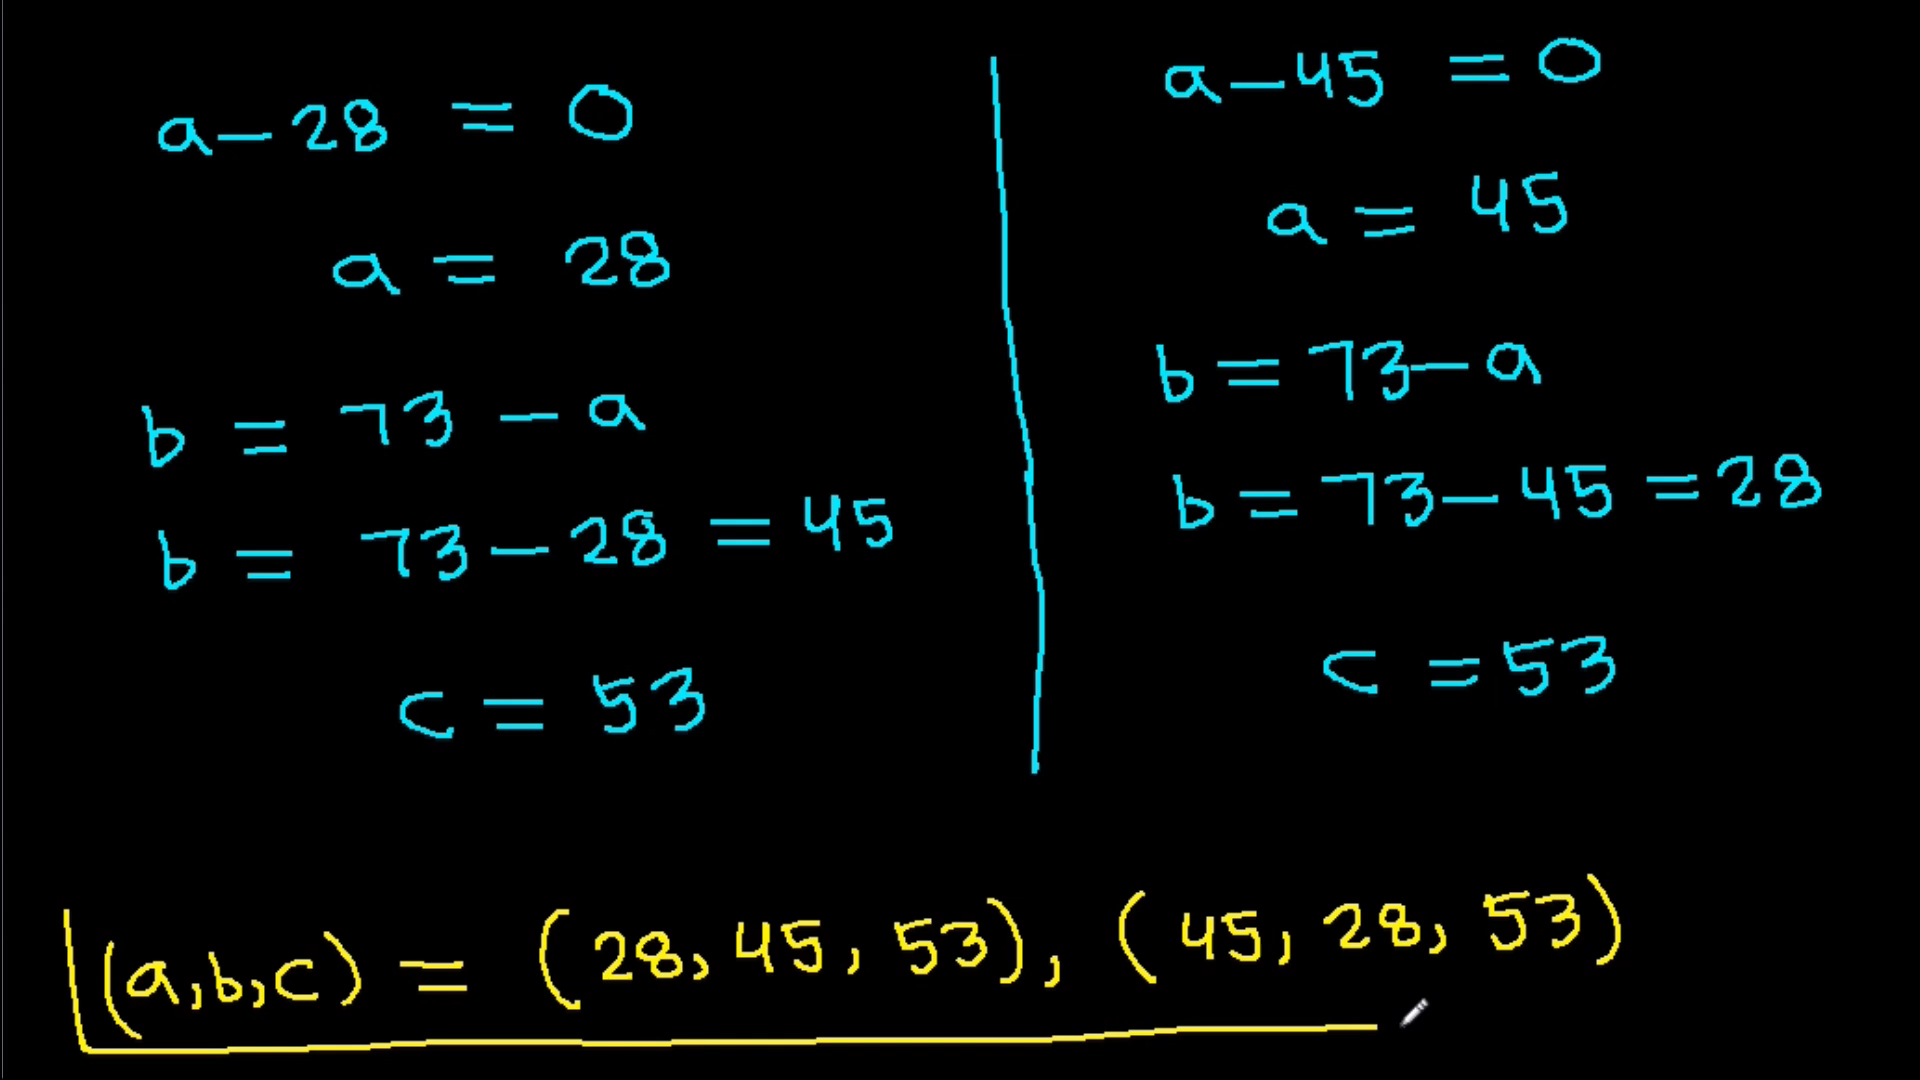 a - 28 = 0
a = 28
b = 73 - a
b = 73 - 28 = 45
c = 53
a - 45 = 0
a = 45
b = 73 - a
b = 73 - 45 = 28
c = 53
(a,b,c) = (28, 45, 53), (45, 28, 53)